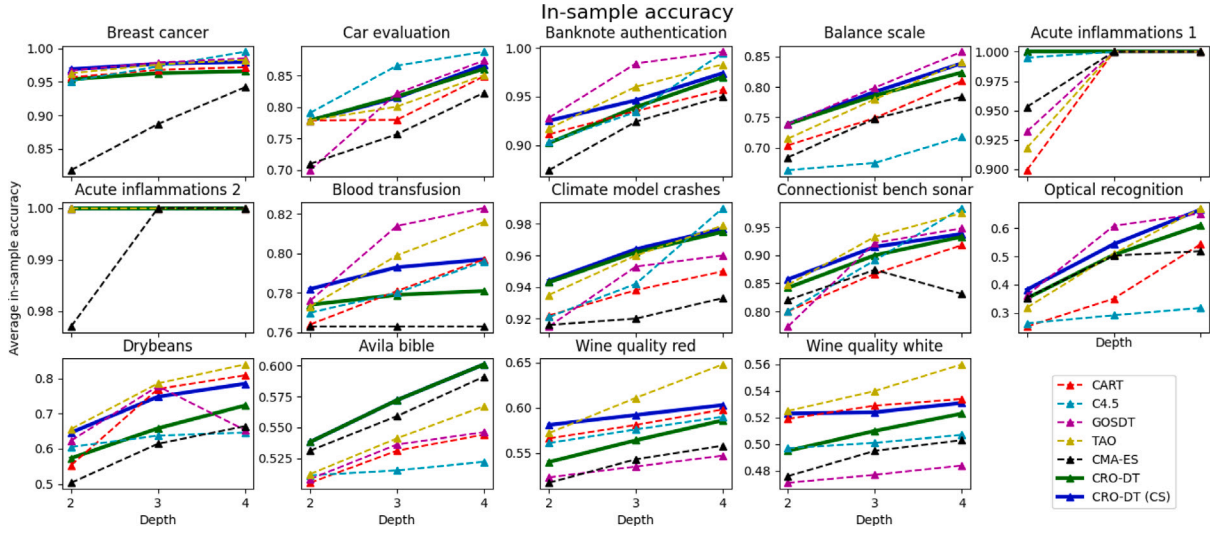 In-sample accuracy
Breast cancer
Car evaluation
Banknote authentication
Balance scale
Acute inflammations 1
1.00
0.95
0.90
0.85
0.85
0.80
0.75
0.70
1.00
0.95
0.90
0.85
0.80
0.75
0.70
1.000
0.975
0.950
0.925
0.900
Average in-sample accuracy
Acute inflammations 2
Blood transfusion
Climate model crashes
Connectionist bench sonar
Optical recognition
1.00
0.99
0.98
0.82
0.80
0.78
0.76
0.98
0.96
0.94
0.92
0.95
0.90
0.85
0.80
0.6
0.5
0.4
0.3
Depth
Drybeans
Avila bible
Wine quality red
Wine quality white
0.8
0.7
0.6
0.5
0.600
0.575
0.550
0.525
0.65
0.60
0.55
0.56
0.54
0.52
0.50
0.48
2 3 4
2 3 4
2 3 4
2 3 4
Depth
Depth
Depth
Depth
CART
C4.5
GOSDT
TAO
CMA-ES
CRO-DT
CRO-DT (CS)